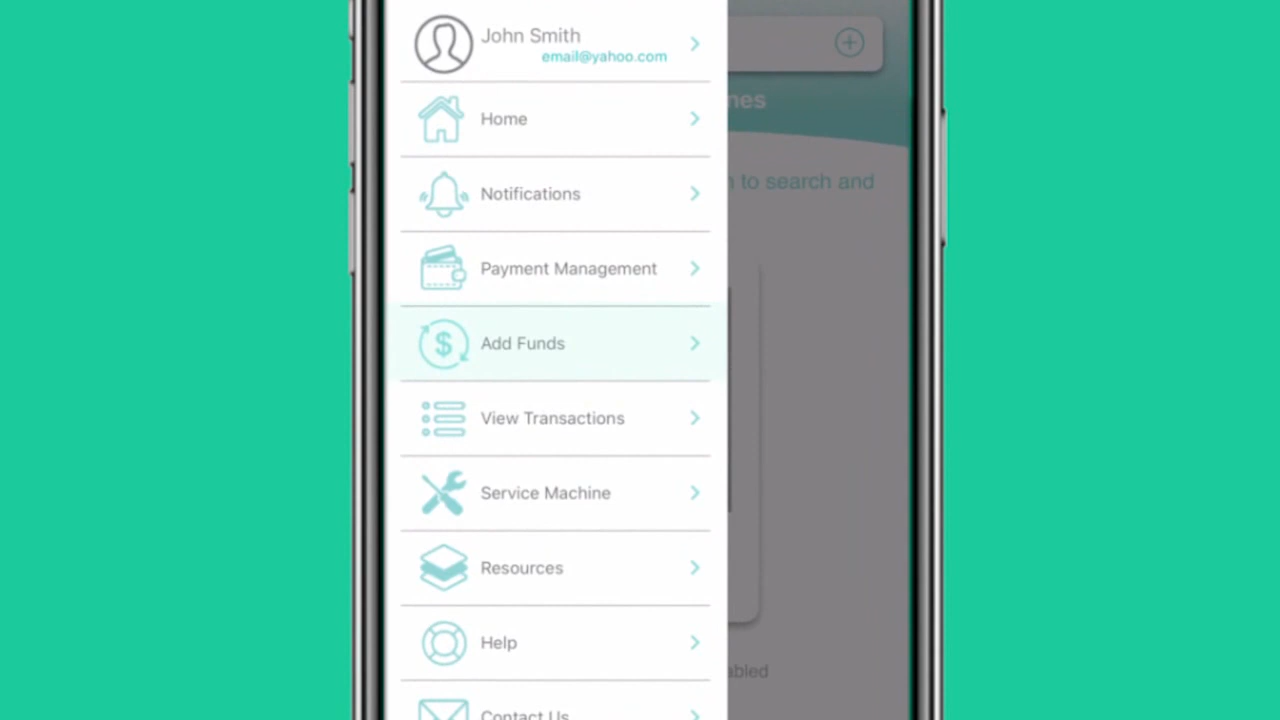 John Smith
email@yahoo.com
Home
Notifications
Payment Management
Add Funds
$
View Transactions
Service Machine
Resources
Help
Contact Us
nes
to search and
abled